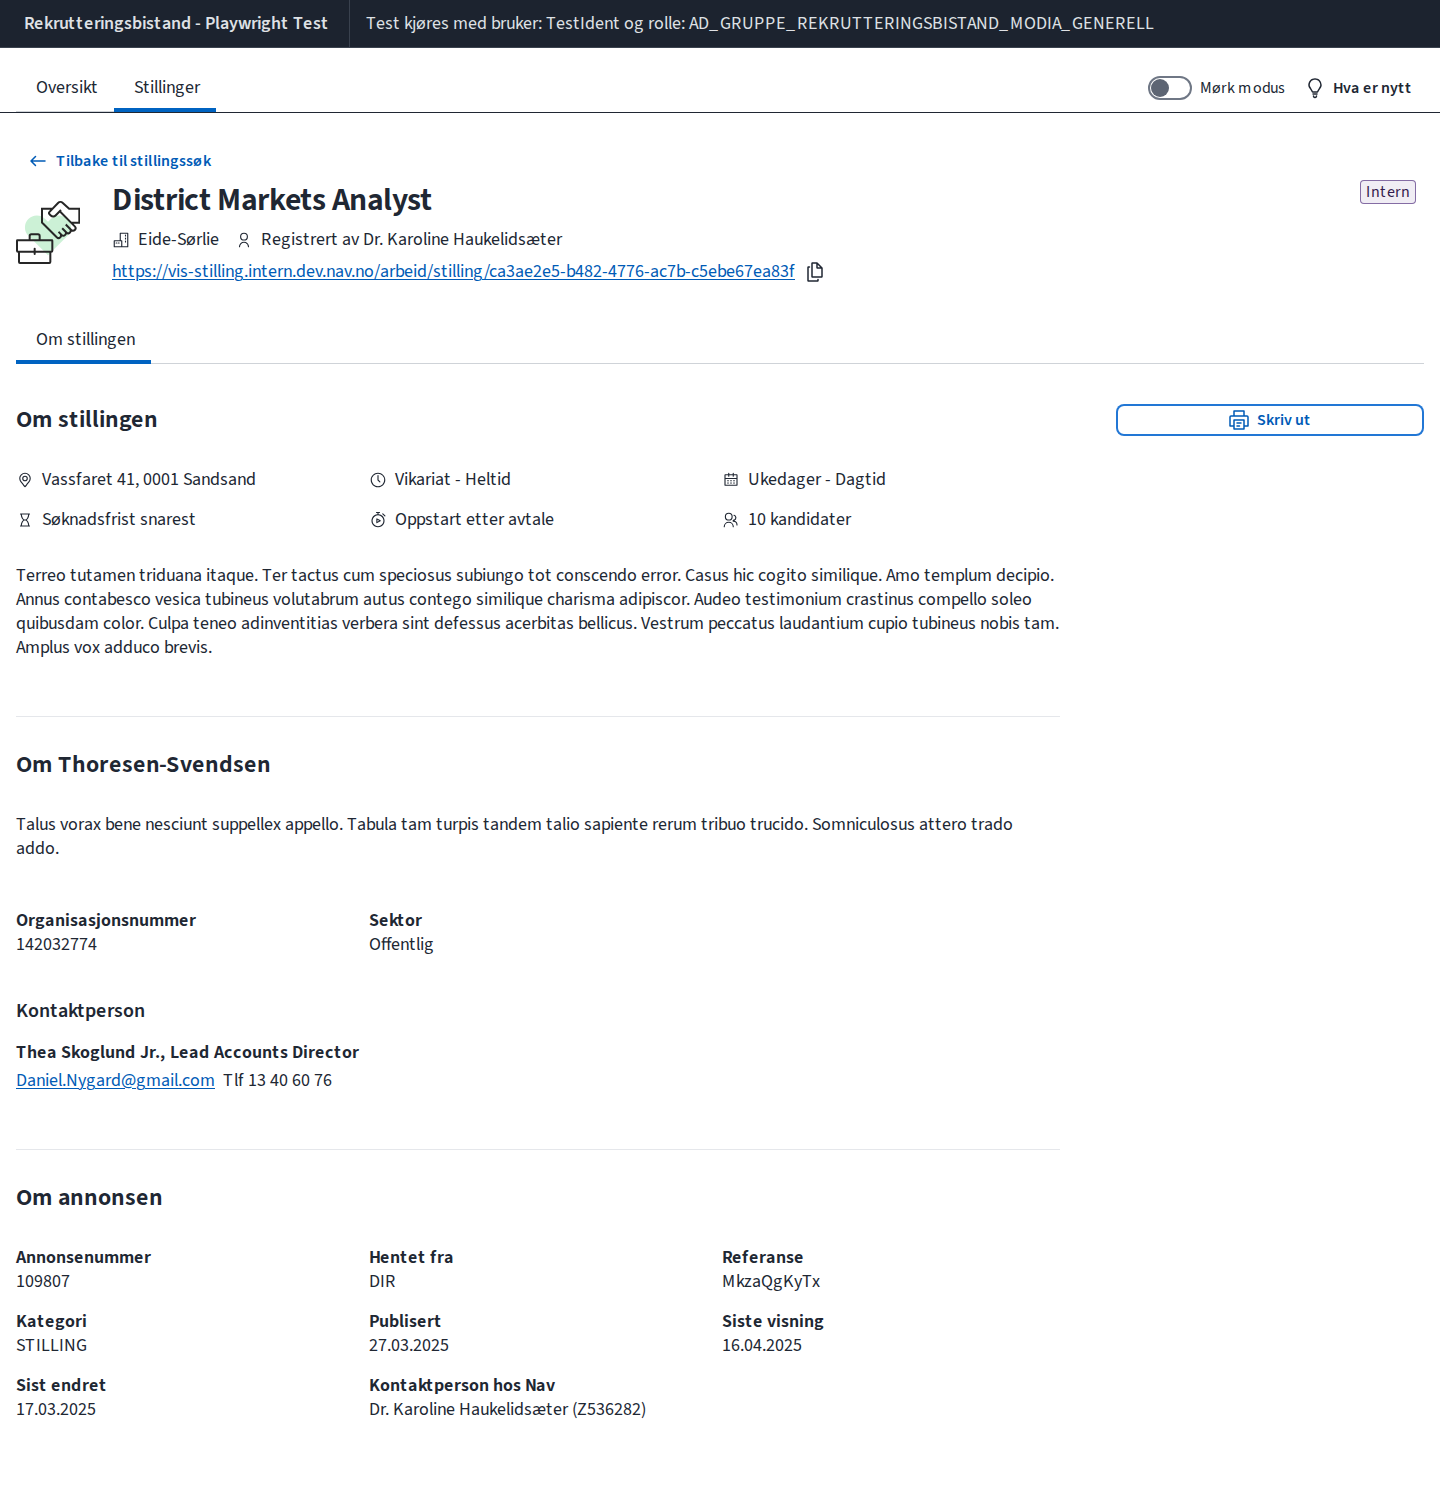 Rekrutteringsbistand - Playwright Test
Test kjøres med bruker: TestIdent og rolle: AD_GRUPPE_REKRUTTERINGSBISTAND_MODIA_GENERELL
Oversikt
Stillinger
Mørk modus
Hva er nytt
Tilbake til stillingssøk
District Markets Analyst
Intern
Eide-Sørlie
Registrert av Dr. Karoline Haukelidsæter
https://vis-stilling.intern.dev.nav.no/arbeid/stilling/ca3ae2e5-b482-4776-ac7b-c5ebe67ea83f
Om stillingen
Om stillingen
Skriv ut
Vassfaret 41, 0001 Sandsand
Vikariat - Heltid
Ukedager - Dagtid
Søknadsfrist snarest
Oppstart etter avtale
10 kandidater
Terreo tutamen triduana itaque. Ter tactus cum speciosus subiungo tot conscendo error. Casus hic cogito similique. Amo templum decipio.
Annus contabesco vesica tubineus volutabrum autus contego similique charisma adipiscor. Audeo testimonium crastinus compello soleo
quibusdam color. Culpa teneo adinventitias verbera sint defessus acerbitas bellicus. Vestrum peccatus laudantium cupio tubineus nobis tam.
Amplus vox adduco brevis.
Om Thoresen-Svendsen
Talus vorax bene nesciunt suppellex appello. Tabula tam turpis tandem talio sapiente rerum tribuo trucido. Somniculosus attero trado
addo.
Organisasjonsnummer
142032774
Sektor
Offentlig
Kontaktperson
Thea Skoglund Jr., Lead Accounts Director
Daniel.Nygard@gmail.com Tlf 13 40 60 76
Om annonsen
Annonsenummer
109807
Hentet fra
DIR
Referanse
MkzaQgKyTx
Kategori
STILLING
Publisert
27.03.2025
Siste visning
16.04.2025
Sist endret
17.03.2025
Kontaktperson hos Nav
Dr. Karoline Haukelidsæter (Z536282)